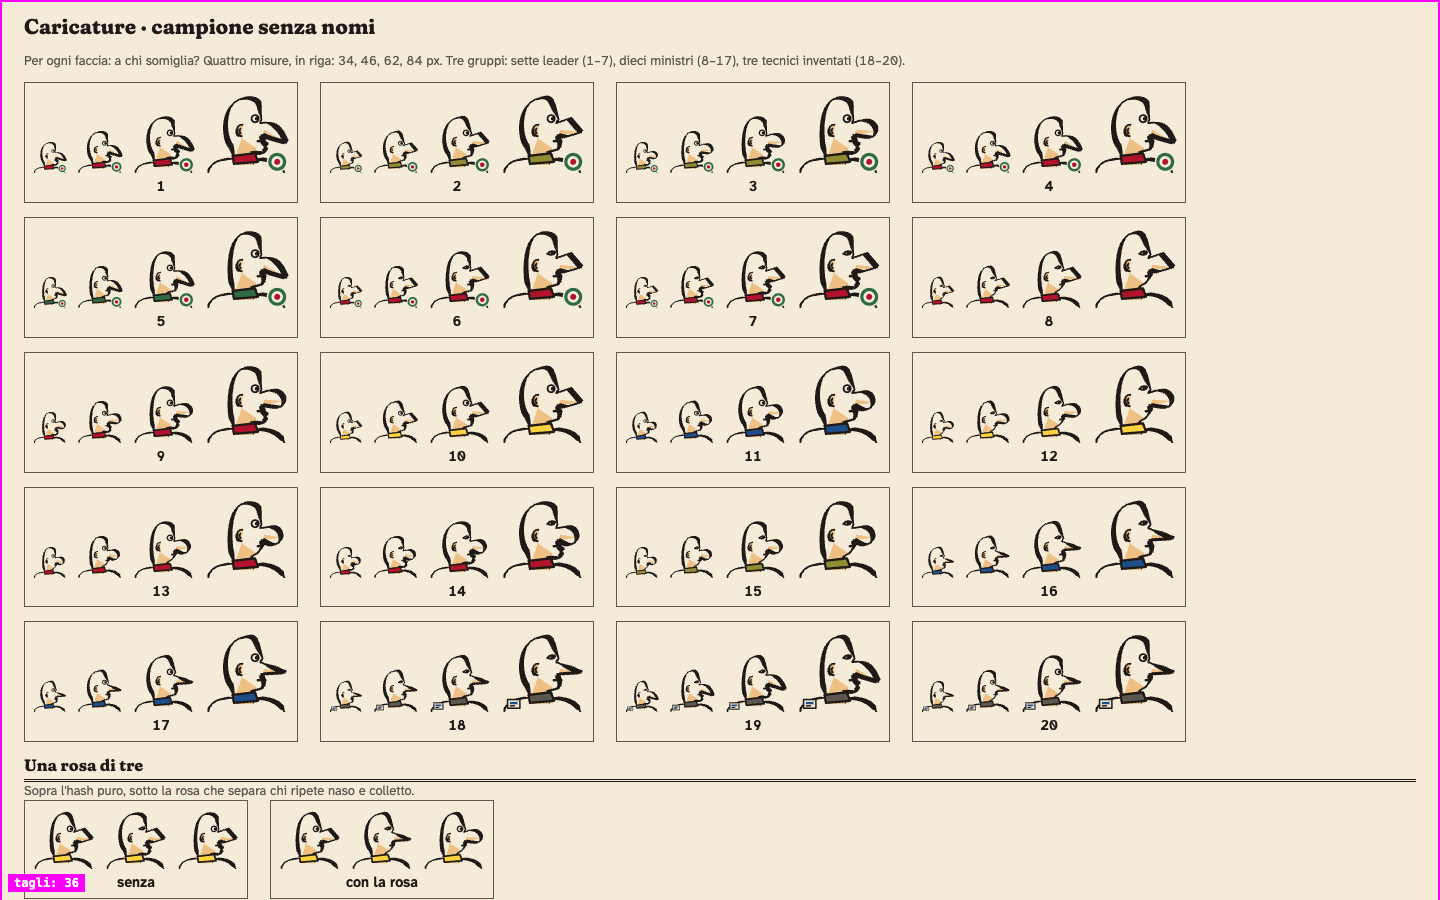 Caricature · campione senza nomi
Per ogni faccia: a chi somiglia? Quattro misure, in riga: 34, 46, 62, 84 px. Tre gruppi: sette leader (1–7), dieci ministri (8–17), tre tecnici inventati (18–20).
1
2
3
4
5
6
7
8
9
10
11
12
13
14
15
16
17
18
19
20
Una rosa di tre
Sopra l'hash puro, sotto la rosa che separa chi ripete naso e colletto.
senza
con la rosa
tagli: 36